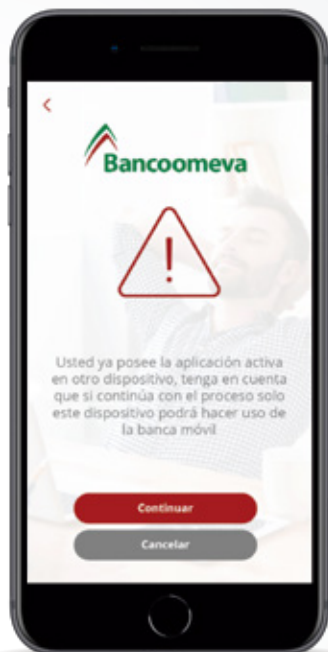 Bancoomeva
!
Usted ya posee la aplicación activa
en otro dispositivo, tenga en cuenta
que si continúa con el proceso solo
este dispositivo podrá hacer uso de
la banca móvil
Continuar
Cancelar